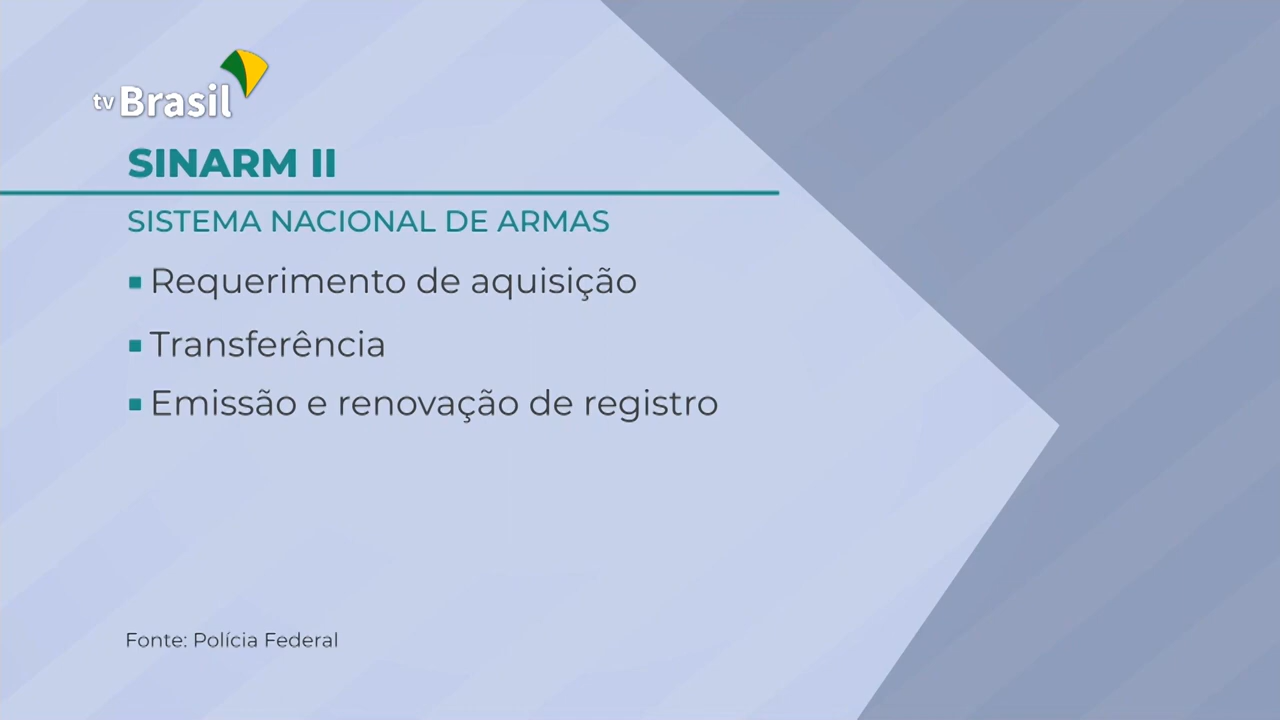 tv Brasil
SINARM II
SISTEMA NACIONAL DE ARMAS
Requerimento de aquisição
Transferência
Emissão e renovação de registro
Fonte: Polícia Federal